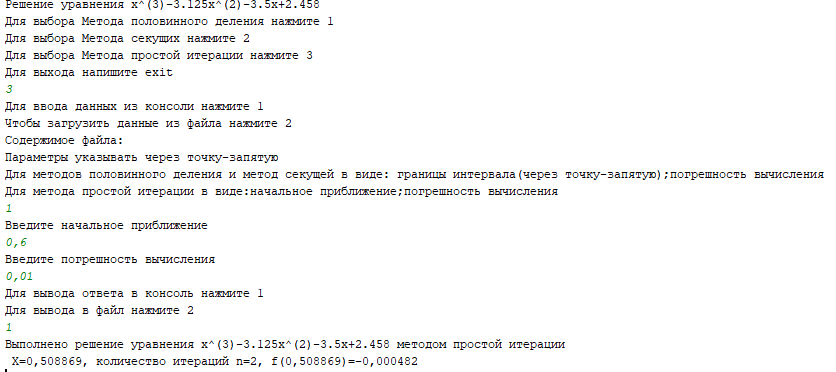 Решение уравнения x^(3)-3.125x^(2)-3.5x+2.458
Для выбора Метода половинного деления нажмите 1
Для выбора Метода секущих нажмите 2
Для выбора Метода простой итерации нажмите 3
Для выхода напишите exit
3
Для ввода данных из консоли нажмите 1
Чтобы загрузить данные из файла нажмите 2
Содержимое файла:
Параметры указывать через точку-запятую
Для методов половинного деления и метод секущей в виде: границы интервала(через точку-запятую);погрешность вычисления
Для метода простой итерации в виде:начальное приближение;погрешность вычисления
1
Введите начальное приближение
0,6
Введите погрешность вычисления
0,01
Для вывода ответа в консоль нажмите 1
Для вывода в файл нажмите 2
1
Выполнено решение уравнения x^(3)-3.125x^(2)-3.5x+2.458 методом простой итерации
X=0,508869, количество итераций n=2, f(0,508869)=-0,000482